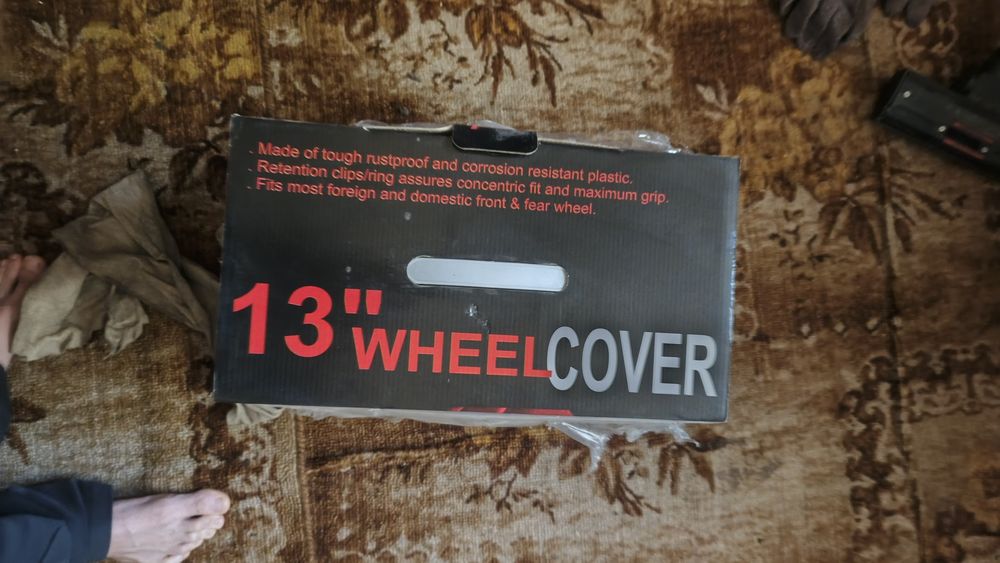 . Made of tough rustproof and corrosion resistant plastic.
. Retention clips/ring assures concentric fit and maximum grip.
. Fits most foreign and domestic front & fear wheel.
13" WHEELCOVER